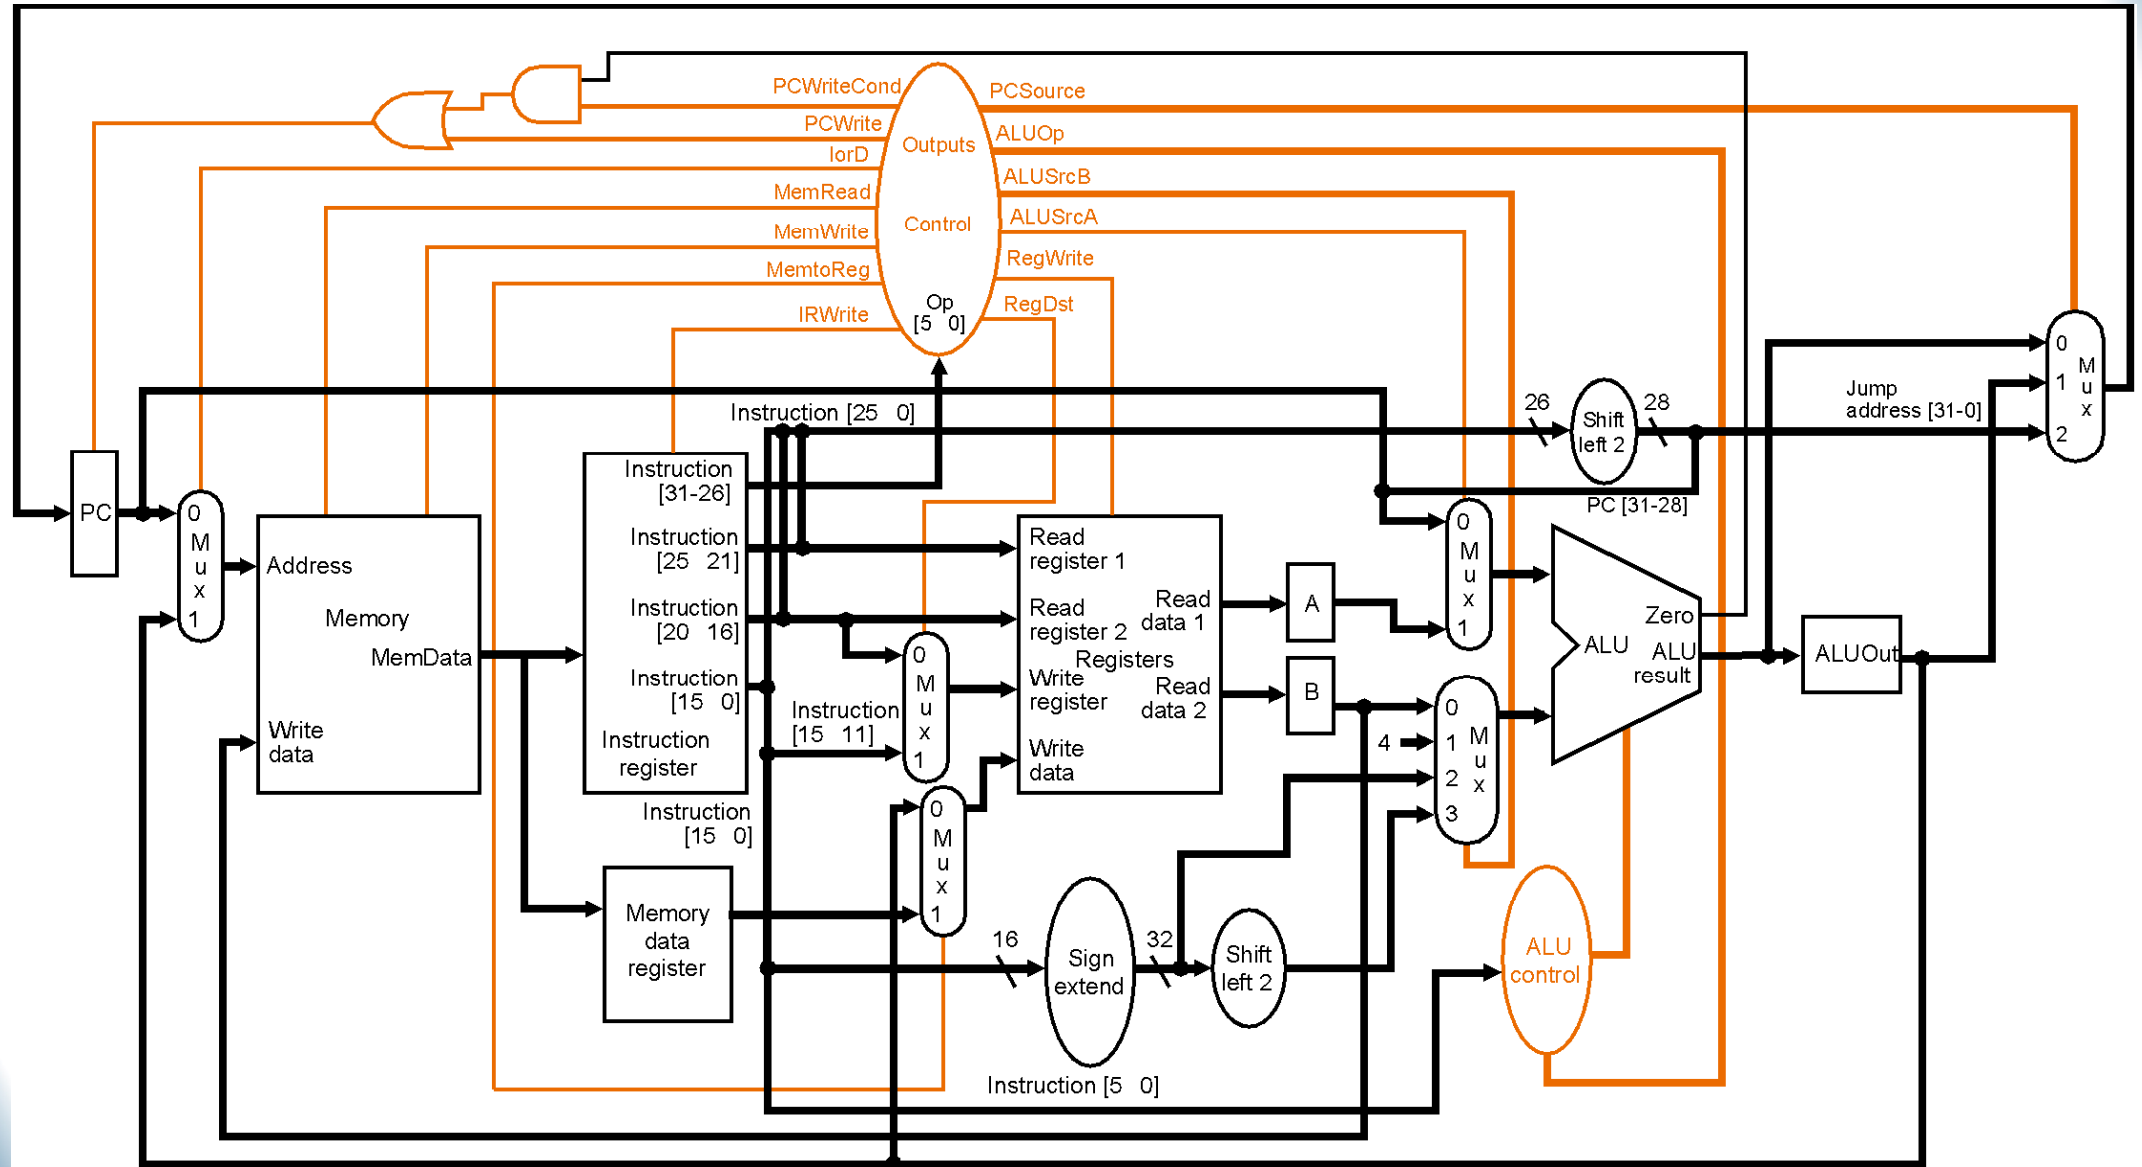 PCWriteCond
PCWrite
IorD
MemRead
MemWrite
MemtoReg
IRWrite
Outputs
Control
Op
[5 0]
PCSource
ALUOp
ALUSrcB
ALUSrcA
RegWrite
RegDst
Instruction [25 0]
26
Shift
left 2
28
Jump
address [31-0]
PC [31-28]
0
1
2
M
u
x
PC
0
M
u
x
1
Address
Memory
MemData
Write
data
Instruction
[31-26]
Instruction
[25 21]
Instruction
[20 16]
Instruction
[15 0]
Instruction
register
Instruction
[15 11]
0
M
u
x
1
Read
register 1
Read
register 2
Registers
Write
register
Write
data
Read
data 1
Read
data 2
A
B
0
M
u
x
1
4
0
1
2
3
M
u
x
Zero
ALU
ALU
result
ALUOut
Instruction
[15 0]
Memory
data
register
0
M
u
x
1
16
Sign
extend
32
Shift
left 2
ALU
control
Instruction [5 0]